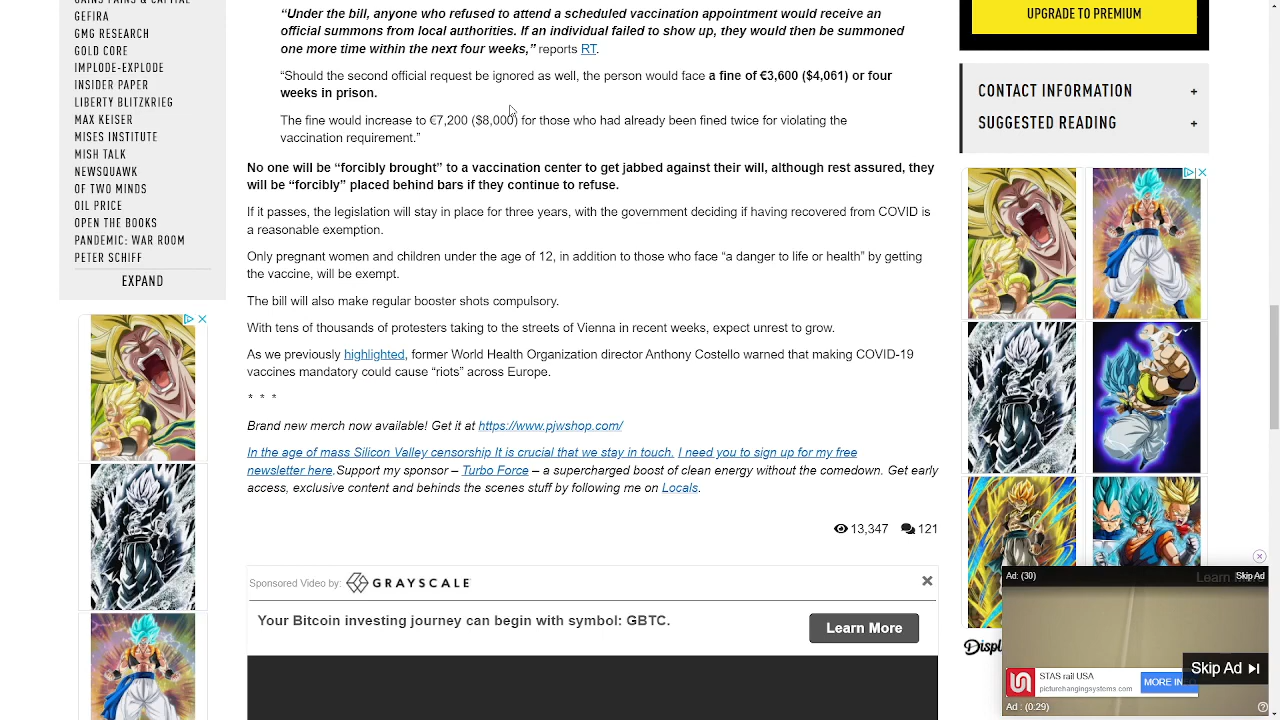 GAINS PAINS & CAPITAL
GEFIRA
GMG RESEARCH
GOLD CORE
IMPLODE-EXPLODE
INSIDER PAPER
LIBERTY BLITZKRIEG
MAX KEISER
MISES INSTITUTE
MISH TALK
NEWSQUAWK
OF TWO MINDS
OIL PRICE
OPEN THE BOOKS
PANDEMIC: WAR ROOM
PETER SCHIFF
EXPAND
“Under the bill, anyone who refused to attend a scheduled vaccination appointment would receive an
official summons from local authorities. If an individual failed to show up, they would then be summoned
one more time within the next four weeks,” reports RT.
“Should the second official request be ignored as well, the person would face a fine of €3,600 ($4,061) or four
weeks in prison.
The fine would increase to €7,200 ($8,000) for those who had already been fined twice for violating the
vaccination requirement.”
No one will be “forcibly brought” to a vaccination center to get jabbed against their will, although rest assured, they
will be “forcibly” placed behind bars if they continue to refuse.
If it passes, the legislation will stay in place for three years, with the government deciding if having recovered from COVID is
a reasonable exemption.
Only pregnant women and children under the age of 12, in addition to those who face “a danger to life or health” by getting
the vaccine, will be exempt.
The bill will also make regular booster shots compulsory.
With tens of thousands of protesters taking to the streets of Vienna in recent weeks, expect unrest to grow.
As we previously highlighted, former World Health Organization director Anthony Costello warned that making COVID-19
vaccines mandatory could cause “riots” across Europe.
* * *
Brand new merch now available! Get it at https://www.pjwshop.com/
In the age of mass Silicon Valley censorship It is crucial that we stay in touch. I need you to sign up for my free
newsletter here.Support my sponsor – Turbo Force – a supercharged boost of clean energy without the comedown. Get early
access, exclusive content and behinds the scenes stuff by following me on Locals.
13,347 121
Sponsored Video by: GRAYSCALE
Your Bitcoin investing journey can begin with symbol: GBTC.
Learn More
UPGRADE TO PREMIUM
CONTACT INFORMATION +
SUGGESTED READING +
Ad: (30)
Skip Ad
Skip Ad
STAS rail USA
picturehangingsystems.com
MORE
Ad : (0:29)